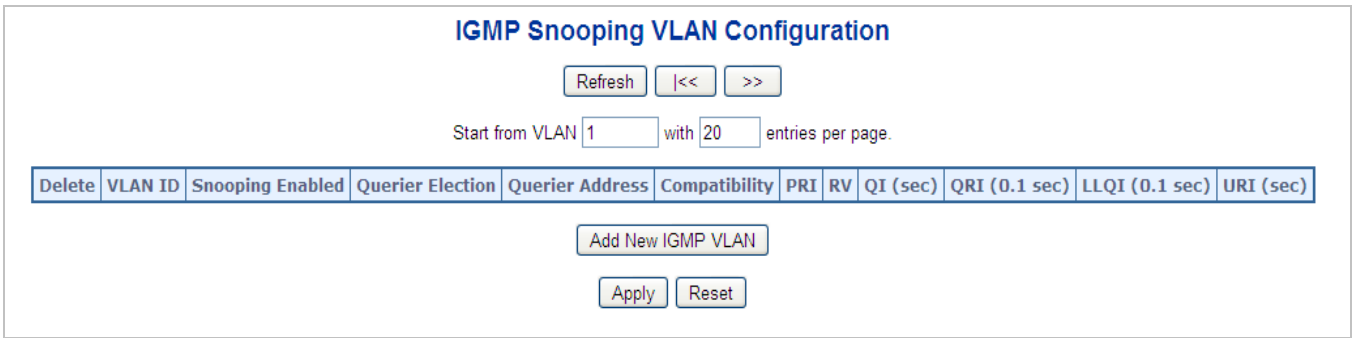 IGMP Snooping VLAN Configuration
Refresh |<< >>
Start from VLAN 1 with 20 entries per page.
Delete VLAN ID Snooping Enabled Querier Election Querier Address Compatibility PRI RV QI (sec) QRI (0.1 sec) LLQI (0.1 sec) URI (sec)
Add New IGMP VLAN
Apply Reset